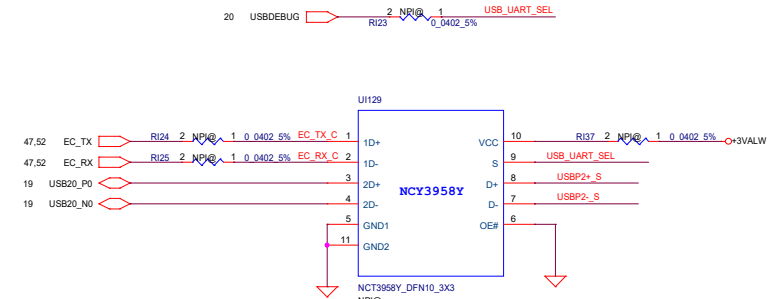 20 USBDEBUG 2 NPI@ 1 USB_UART_SEL
RI23 0_0402_5%
UI129
47,52 EC_TX RI24 2 NPI@ 1 0_0402_5% EC_TX_C 1 1D+ VCC 10 RI37 2 NPI@ 1 0_0402_5% +3VALW
47,52 EC_RX RI25 2 NPI@ 1 0_0402_5% EC_RX_C 2 1D- S 9 USB_UART_SEL
19 USB20_P0 3 2D+ D+ 8 USBP2+_S
NCY3958Y
19 USB20_N0 4 2D- D- 7 USBP2-_S
5 GND1 OE# 6
11 GND2
NCT3958Y_DFN10_3X3
NPI@